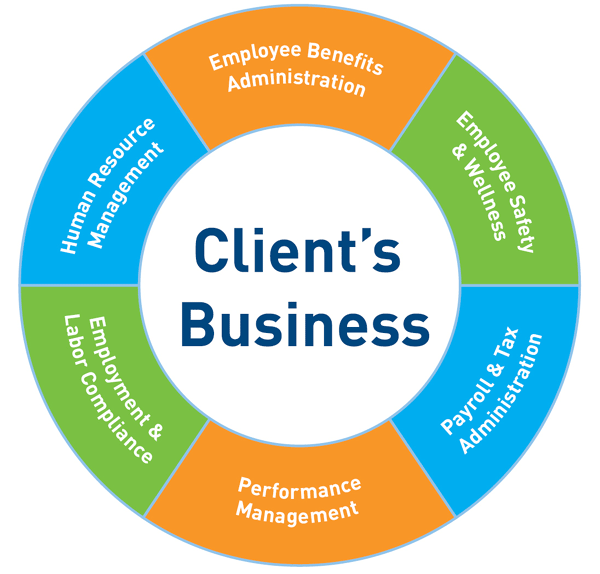 Employee Benefits
Administration
Employee Safety
& Wellness
Payroll & Tax
Administration
Performance
Management
Employment &
Labor Compliance
Human Resource
Management
Client’s
Business